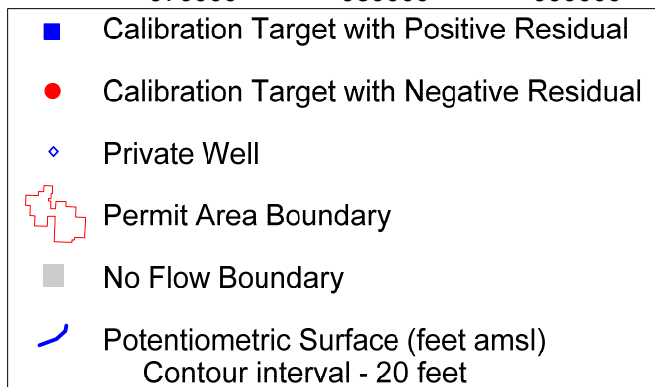 Calibration Target with Positive Residual
Calibration Target with Negative Residual
Private Well
Permit Area Boundary
No Flow Boundary
Potentiometric Surface (feet amsl)
Contour interval - 20 feet